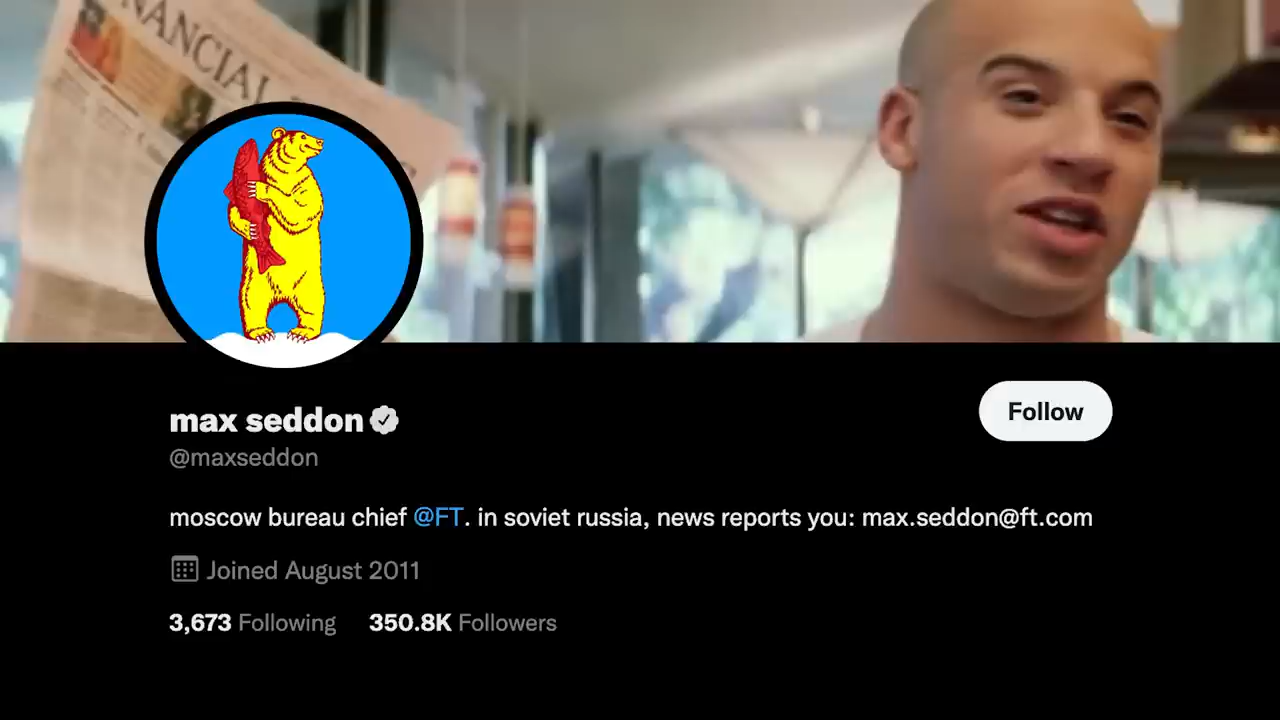 NANCIAL
max seddon
@maxseddon
Follow
moscow bureau chief @FT. in soviet russia, news reports you: max.seddon@ft.com
Joined August 2011
3,673 Following 350.8K Followers